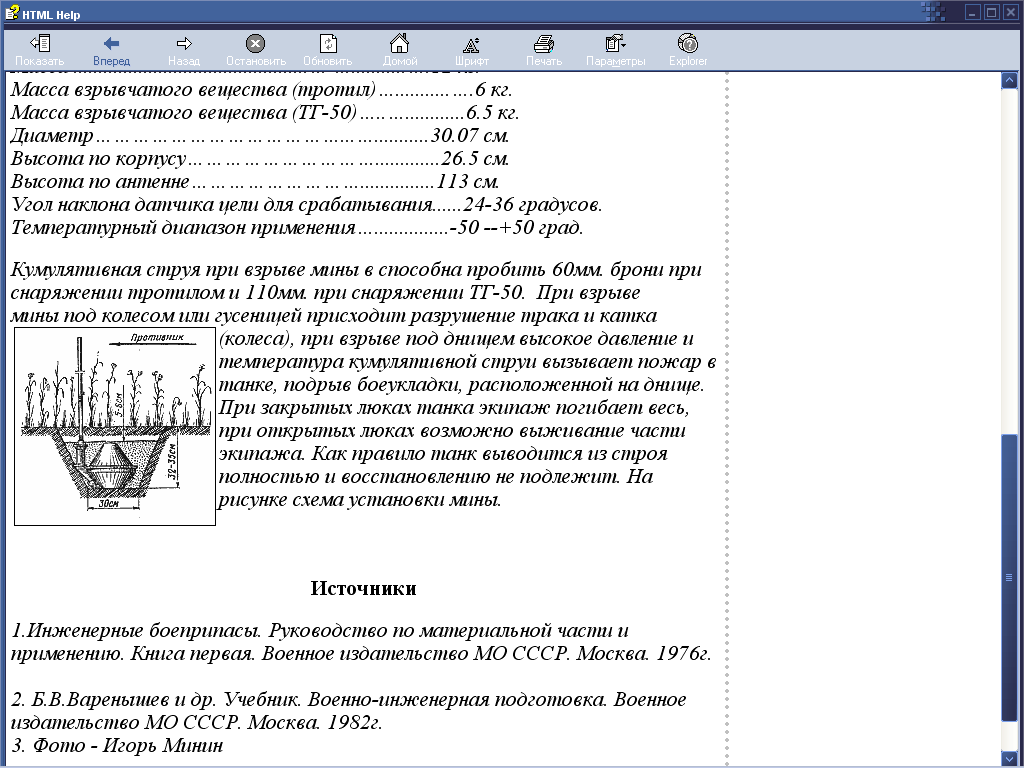 HTML Help
Показать Вперед Назад Остановить Обновить Домой Шрифт Печать Параметры Explorer
Масса взрывчатого вещества (тротил) ................….6 кг.
Масса взрывчатого вещества (ТГ-50) ….. …............6.5 кг.
Диаметр … … … … … … … … … … …...….........30.07 см.
Высота по корпусу … … … … … … … … … …...........26.5 см.
Высота по антенне … … … … … … … … …..............113 см.
Угол наклона датчика цели для срабатывания......24-36 градусов.
Температурный диапазон применения ….................-50 --+50 град.
Кумулятивная струя при взрыве мины в способна пробить 60мм. брони при
снаряжении тротилом и 110мм. при снаряжении ТГ-50. При взрыве
мины под колесом или гусеницей присходит разрушение трака и катка
(колеса), при взрыве под днищем высокое давление и
температура кумулятивной струи вызывает пожар в
танке, подрыв боеукладки, расположенной на днище.
При закрытых люках танка экипаж погибает весь,
при открытых люках возможно выживание части
экипажа. Как правило танк выводится из строя
полностью и восстановлению не подлежит. На
рисунке схема установки мины.
Противник
5-8см
32-35см
30см
Источники
1.Инженерные боеприпасы. Руководство по материальной части и
применению. Книга первая. Военное издательство МО СССР. Москва. 1976г.
2. Б.В.Варенышев и др. Учебник. Военно-инженерная подготовка. Военное
издательство МО СССР. Москва. 1982г.
3. Фото - Игорь Минин